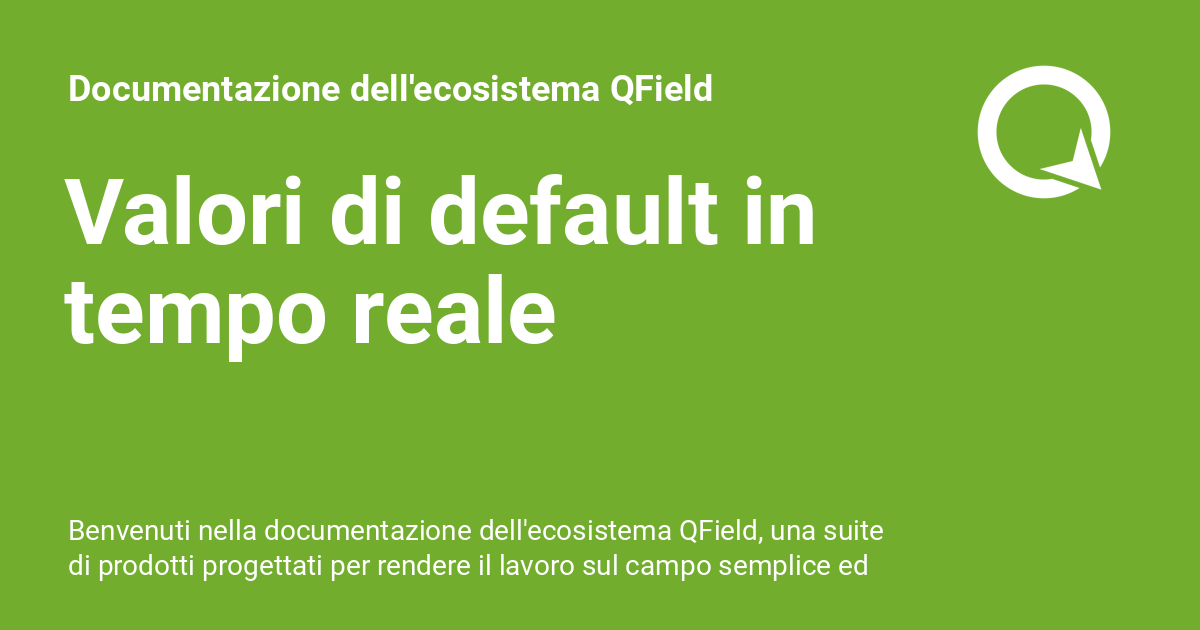 Documentazione dell'ecosistema QField
Valori di default in
tempo reale
Benvenuti nella documentazione dell'ecosistema QField, una suite
di prodotti progettati per rendere il lavoro sul campo semplice ed